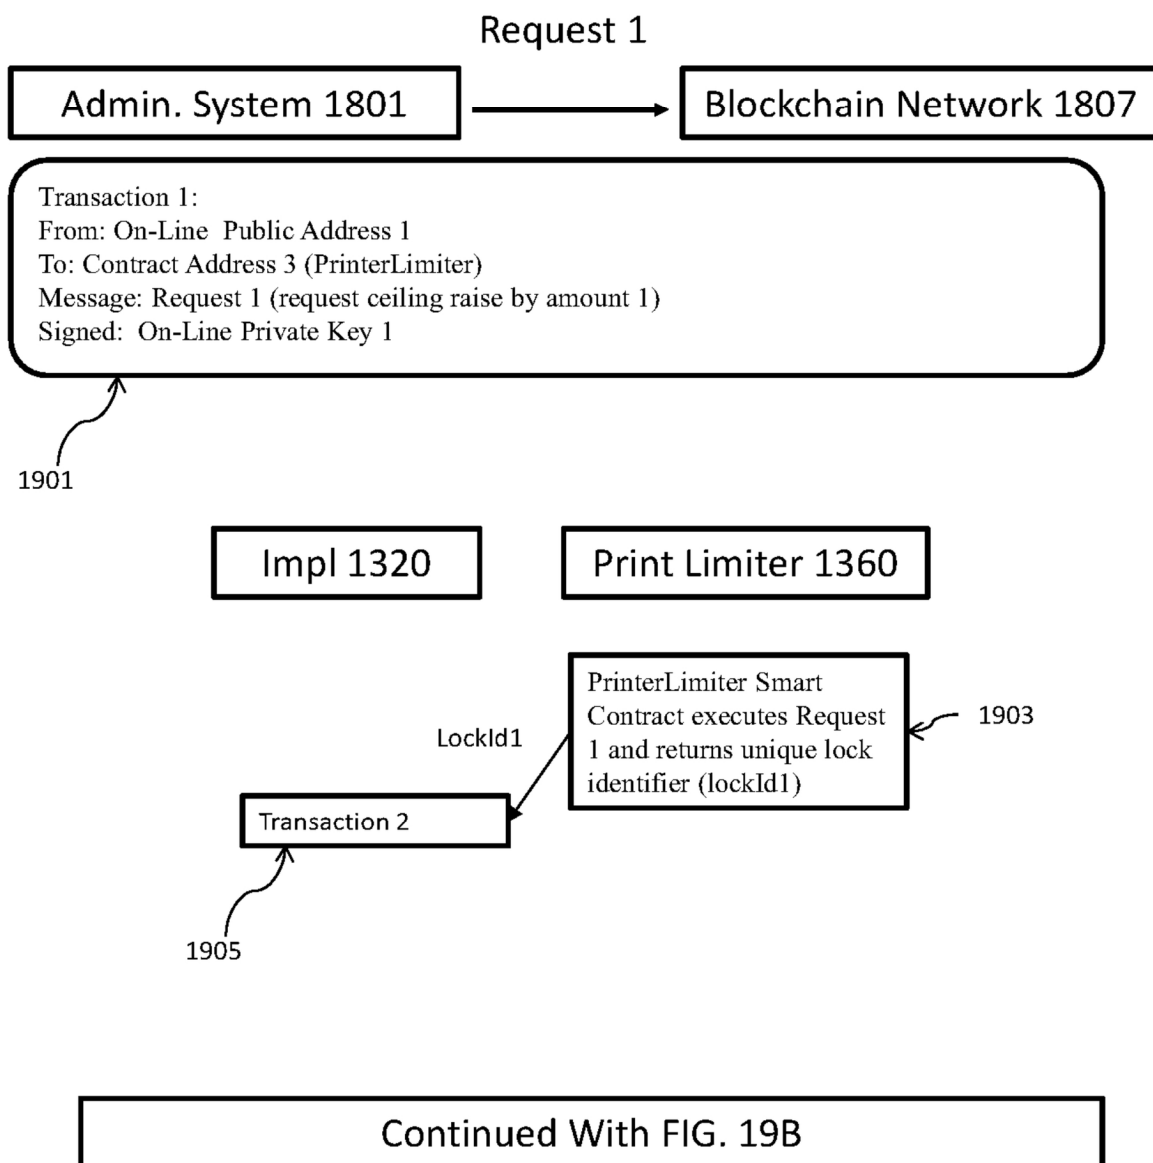 Request 1
Admin. System 1801
Blockchain Network 1807
Transaction 1:
From: On-Line Public Address 1
To: Contract Address 3 (PrinterLimiter)
Message: Request 1 (request ceiling raise by amount 1)
Signed: On-Line Private Key 1
1901
Impl 1320
Print Limiter 1360
PrinterLimiter Smart
Contract executes Request
1 and returns unique lock
identifier (lockId1)
1903
LockId1
Transaction 2
1905
Continued With FIG. 19B